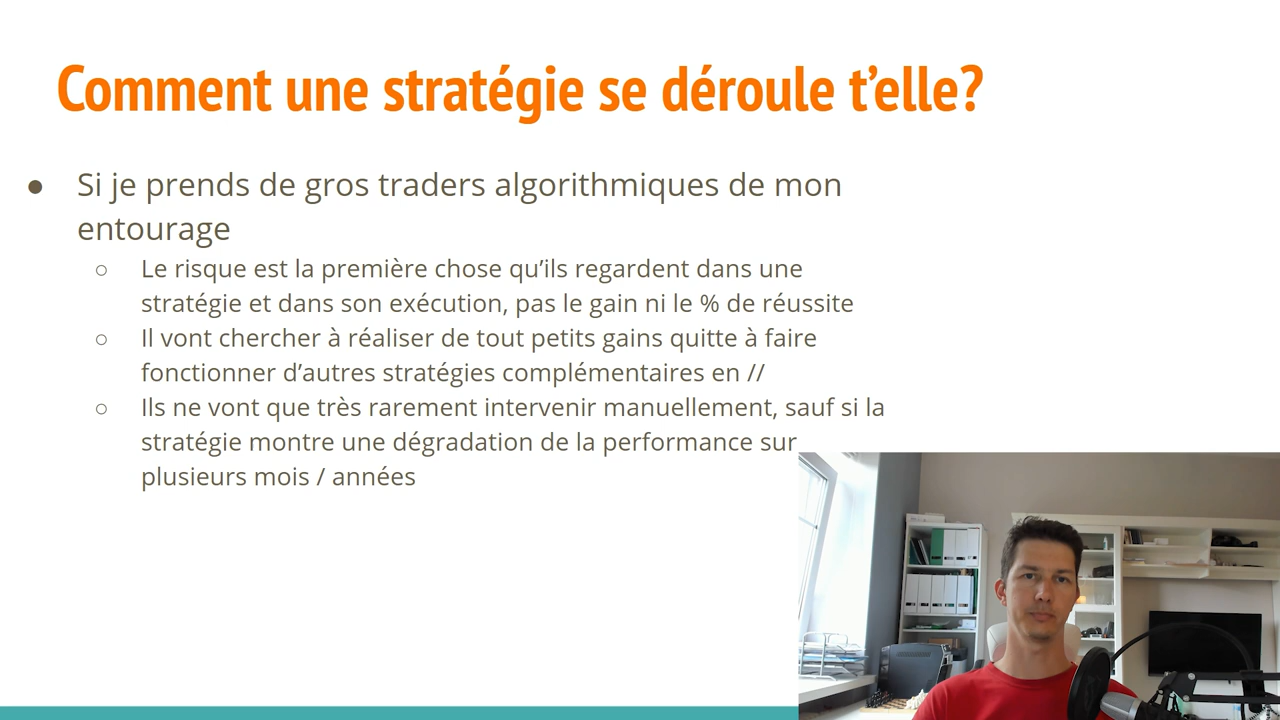 Comment une stratégie se déroule t’elle?
● Si je prends de gros traders algorithmiques de mon
entourage
○ Le risque est la première chose qu’ils regardent dans une
stratégie et dans son exécution, pas le gain ni le % de réussite
○ Il vont chercher à réaliser de tout petits gains quitte à faire
fonctionner d’autres stratégies complémentaires en //
○ Ils ne vont que très rarement intervenir manuellement, sauf si la
stratégie montre une dégradation de la performance sur
plusieurs mois / années